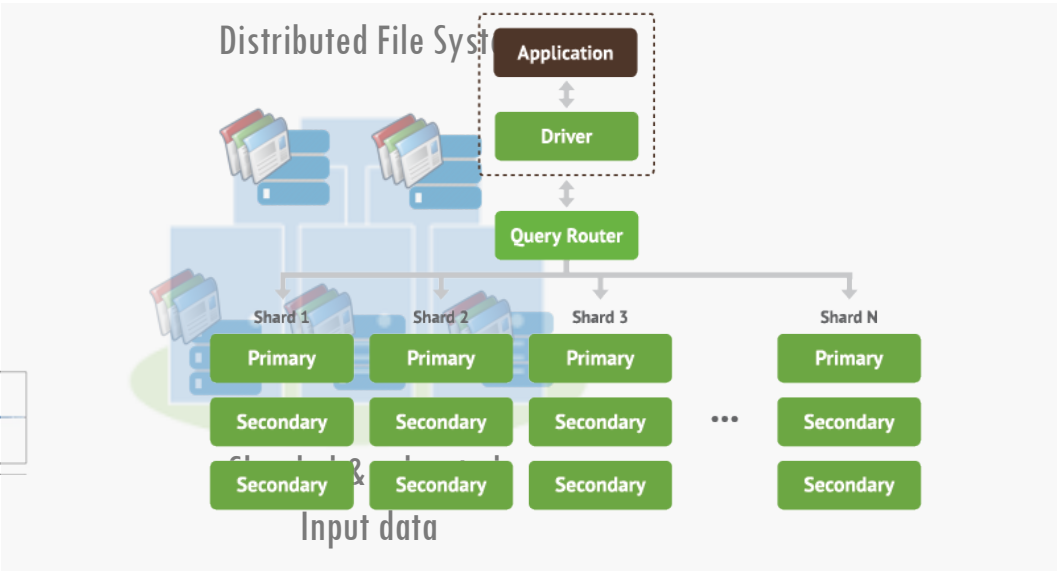 Distributed File Syst
Application
Driver
Query Router
Shard 1 Shard 2 Shard 3 Shard N
Primary Primary Primary Primary
Secondary Secondary Secondary ... Secondary
&
Secondary Secondary Secondary Secondary
Input data